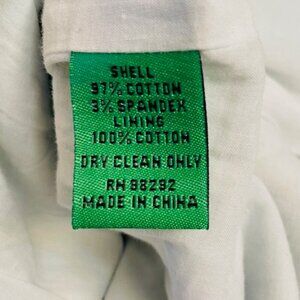 SHELL
97% COTTON
3% SPANDEX
LINING
100% COTTON
DRY CLEAN ONLY
RN 98292
MADE IN CHINA